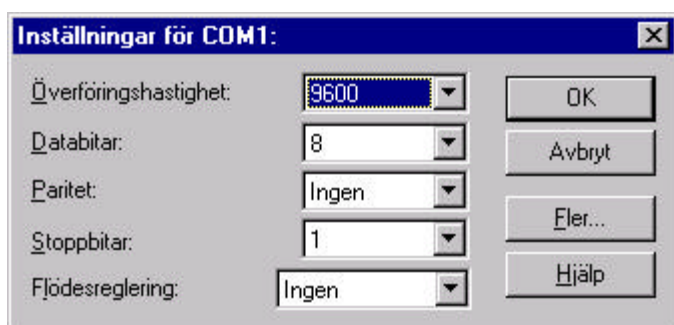 Inställningar för COM1:
Överföringshastighet: 9600
Databitar: 8
Paritet: Ingen
Stoppbitar: 1
Flödesreglering: Ingen
OK
Avbryt
Fler...
Hjälp